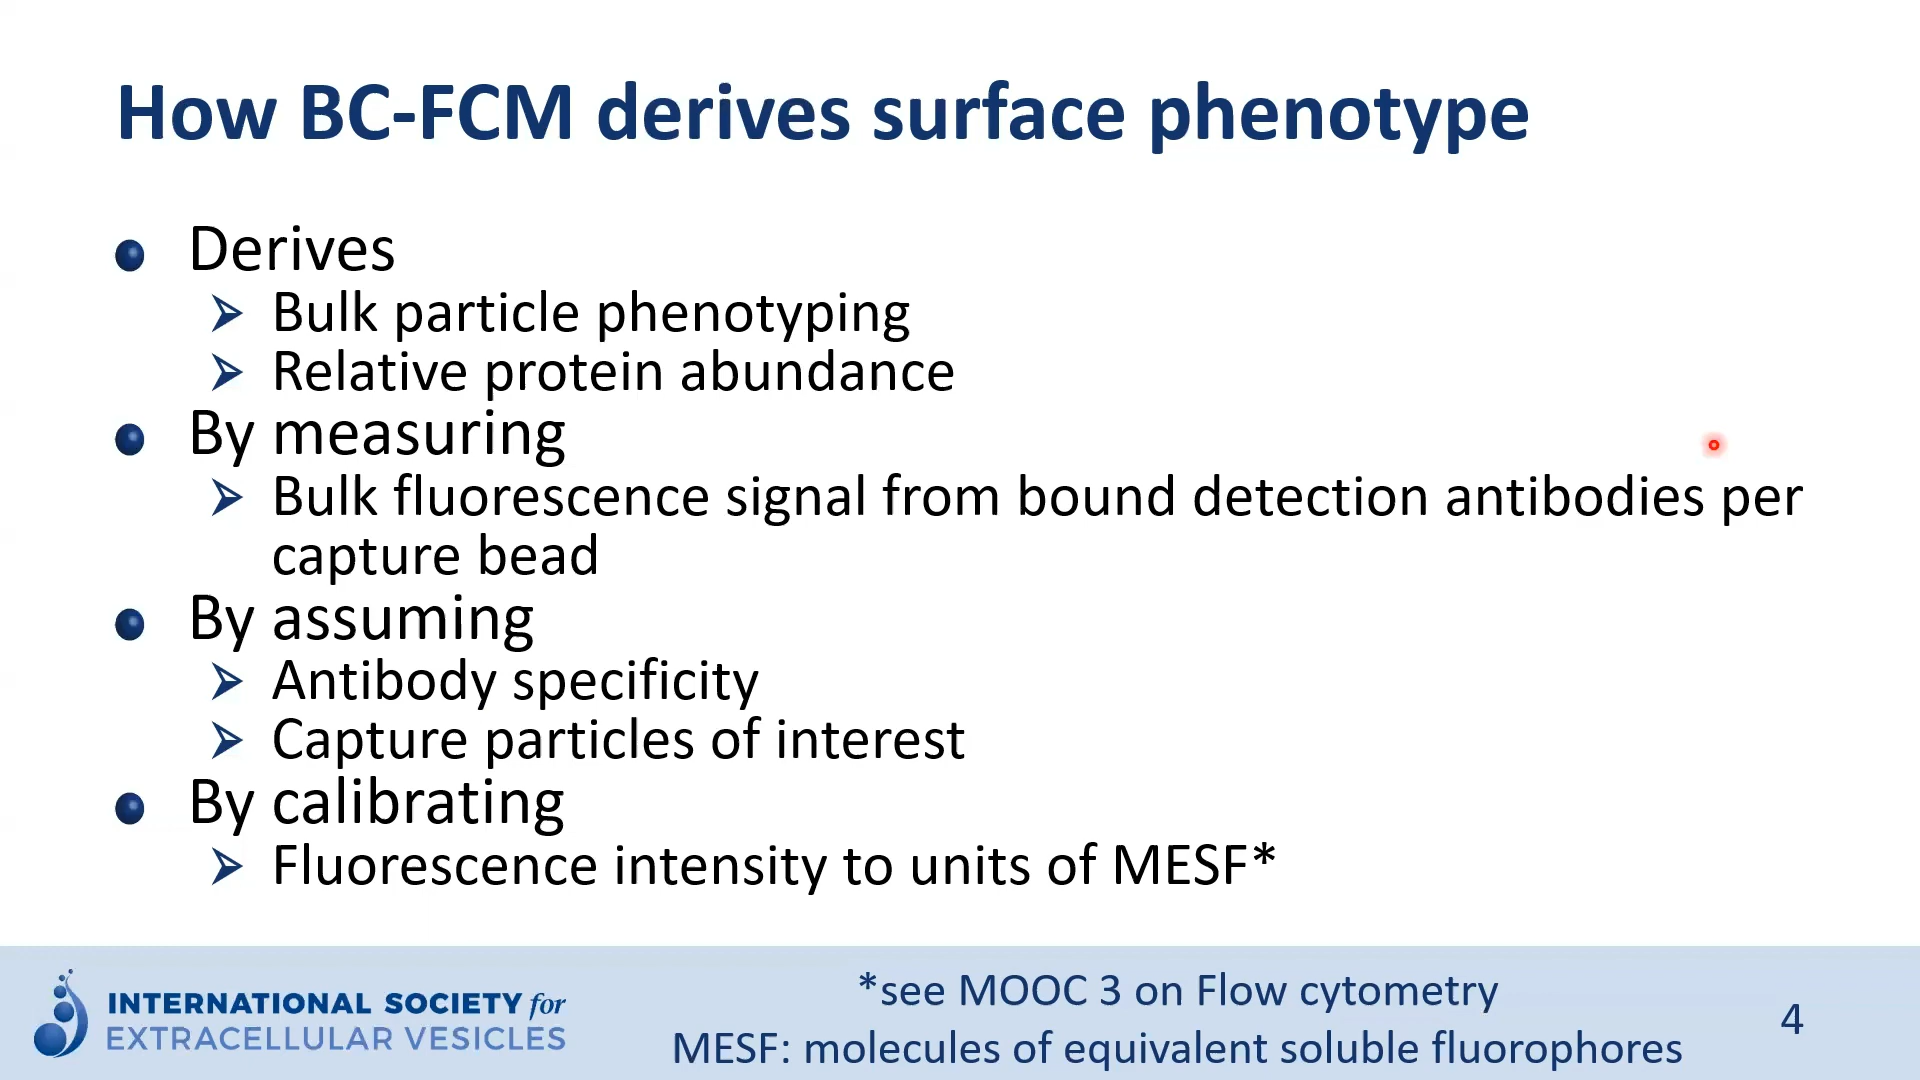 How BC-FCM derives surface phenotype
Derives
Bulk particle phenotyping
Relative protein abundance
By measuring
Bulk fluorescence signal from bound detection antibodies per
capture bead
By assuming
Antibody specificity
Capture particles of interest
By calibrating
Fluorescence intensity to units of MESF*
INTERNATIONAL SOCIETY for
EXTRACELLULAR VESICLES
*see MOOC 3 on Flow cytometry
MESF: molecules of equivalent soluble fluorophores
4